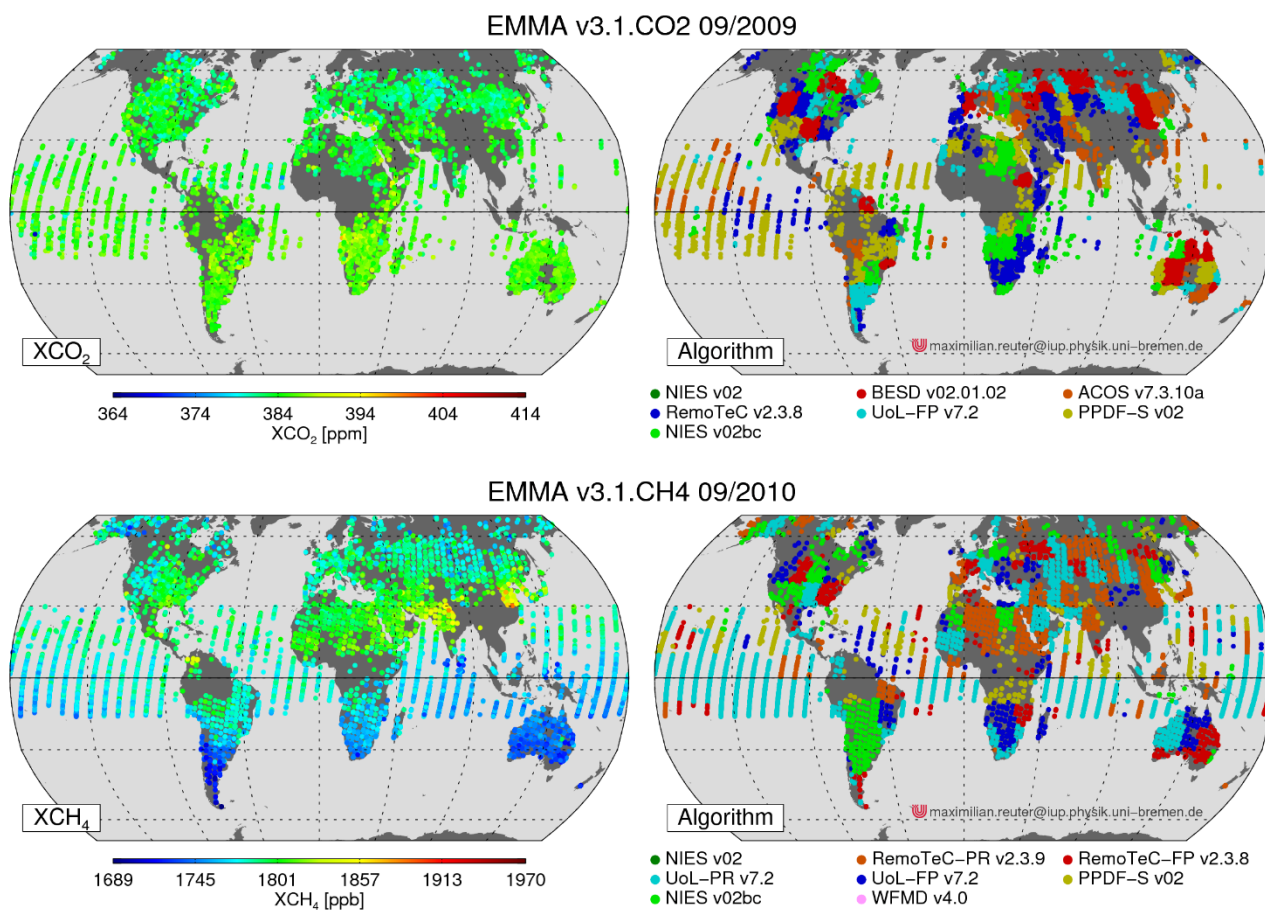 EMMA v3.1.CO2 09/2009
XCO₂
Algorithm
maximilian.reuter@iup.physik.uni−bremen.de
364 374 384 394 404 414
XCO₂ [ppm]
NIES v02 BESD v02.01.02 ACOS v7.3.10a
RemoTeC v2.3.8 UoL−FP v7.2 PPDF−S v02
NIES v02bc
EMMA v3.1.CH4 09/2010
XCH₄
Algorithm
maximilian.reuter@iup.physik.uni−bremen.de
1689 1745 1801 1857 1913 1970
XCH₄ [ppb]
NIES v02 RemoTeC−PR v2.3.9 RemoTeC−FP v2.3.8
UoL−PR v7.2 UoL−FP v7.2 PPDF−S v02
NIES v02bc WFMD v4.0